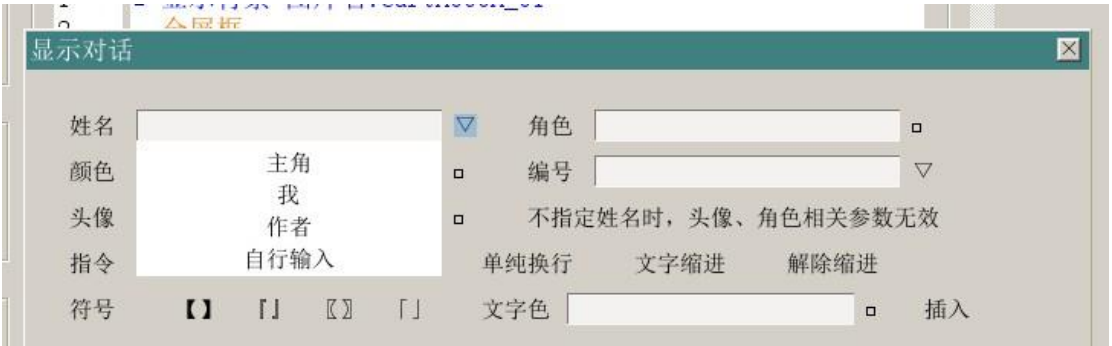 显示对话
姓名 ▽ 角色
主角
颜色 编号 ▽
我
头像 不指定姓名时，头像、角色相关参数无效
作者
指令 自行输入 单纯换行 文字缩进 解除缩进
符号 【】 『』 〖〗 「」 文字色 插入